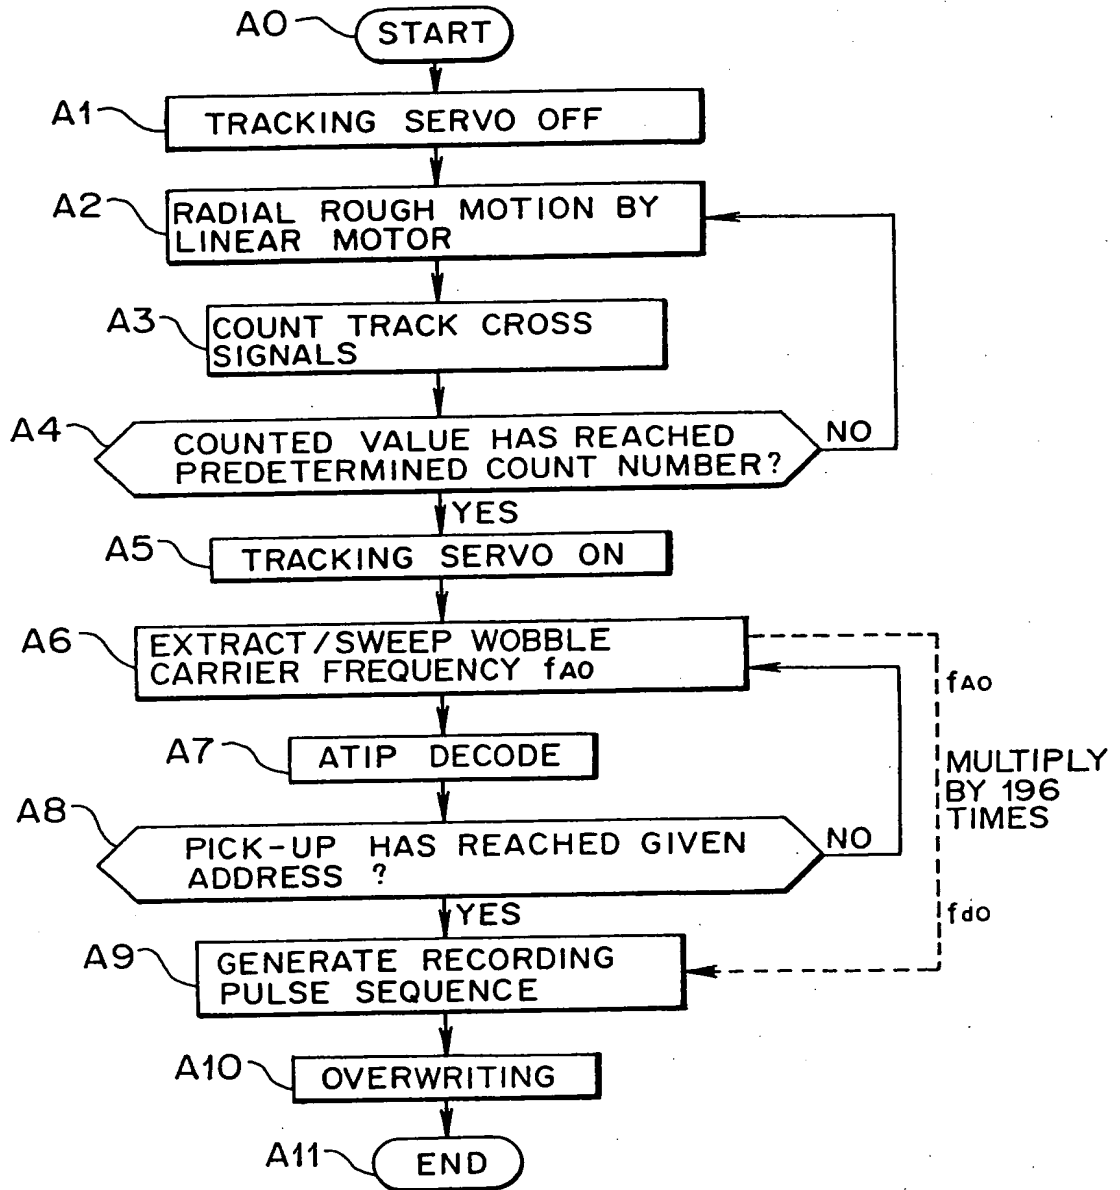 A0 START
A1 TRACKING SERVO OFF
A2 RADIAL ROUGH MOTION BY
LINEAR MOTOR
A3 COUNT TRACK CROSS
SIGNALS
A4 COUNTED VALUE HAS REACHED
PREDETERMINED COUNT NUMBER?
NO
YES
A5 TRACKING SERVO ON
A6 EXTRACT/SWEEP WOBBLE
CARRIER FREQUENCY fA0
fA0
A7 ATIP DECODE
MULTIPLY
BY 196
TIMES
A8 PICK-UP HAS REACHED GIVEN
ADDRESS ?
NO
YES
fd0
A9 GENERATE RECORDING
PULSE SEQUENCE
A10 OVERWRITING
A11 END